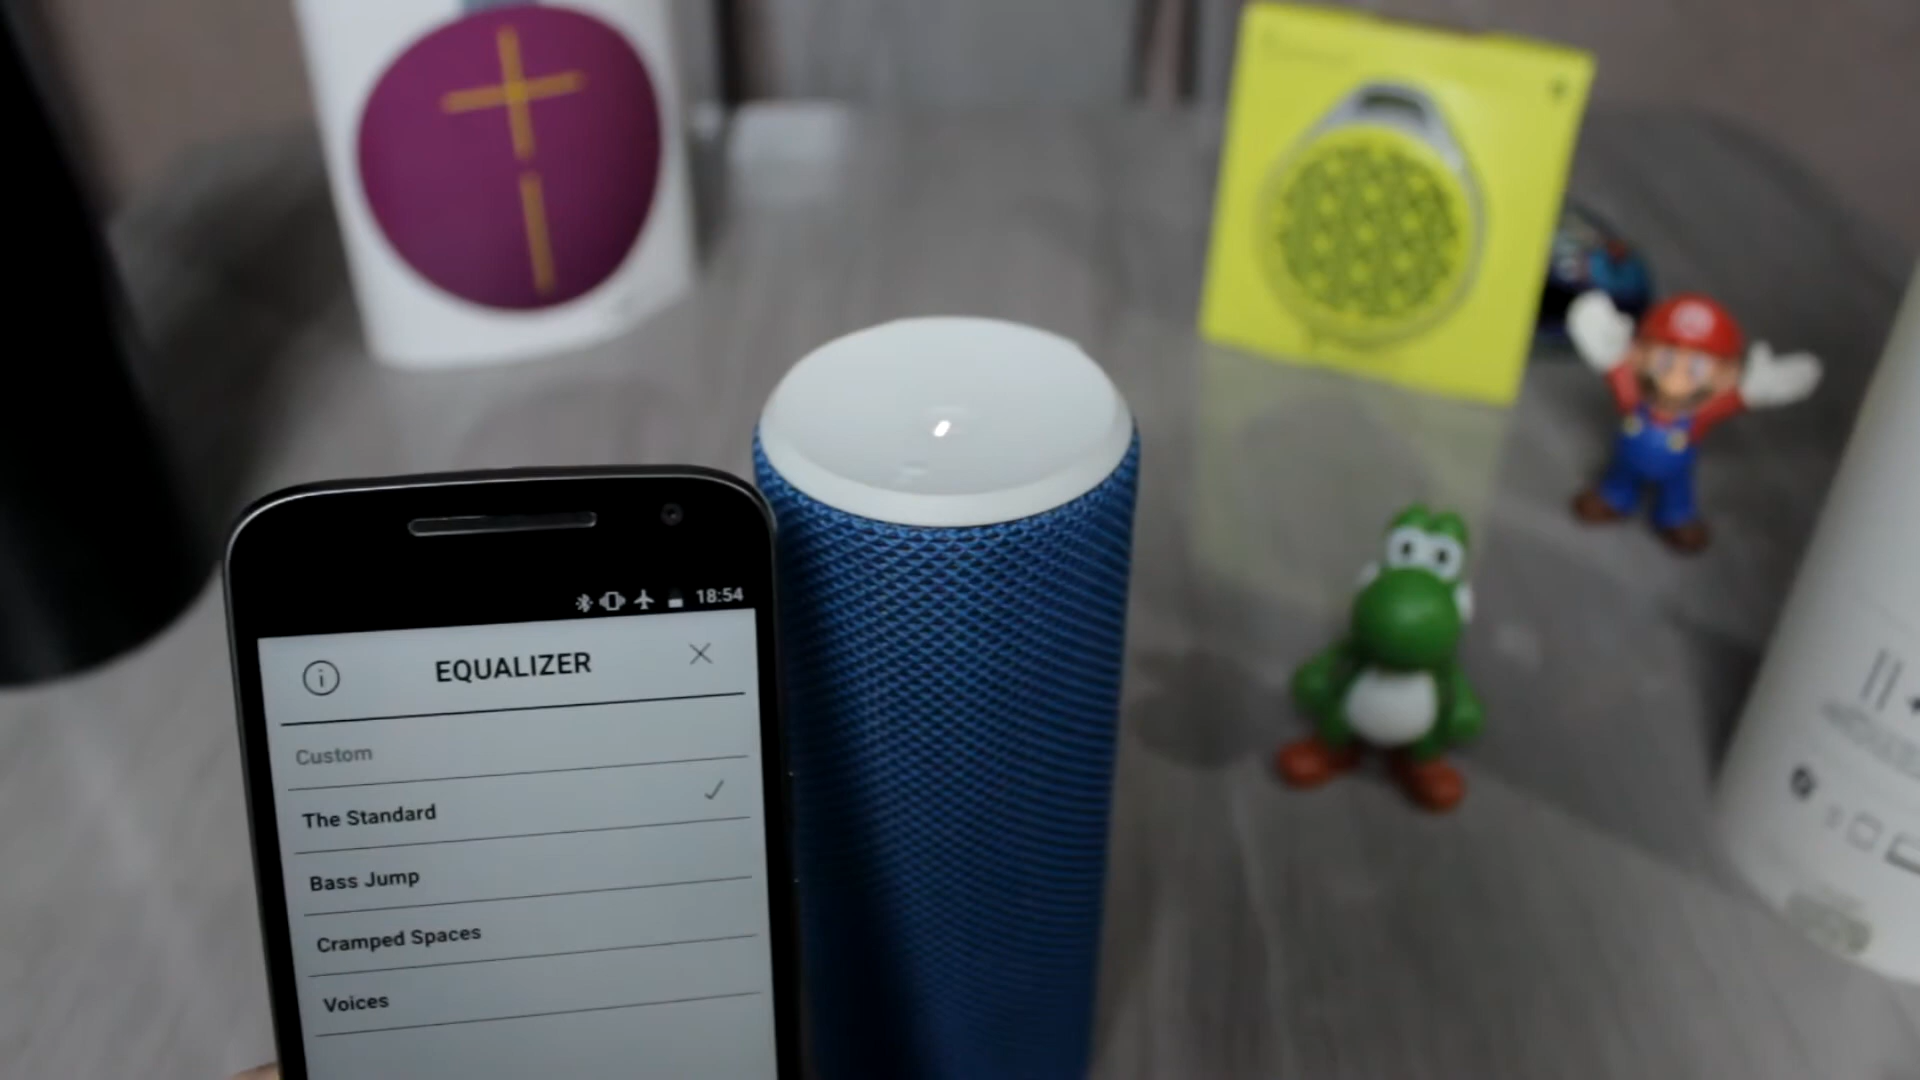 18:54
EQUALIZER
Custom
The Standard
Bass Jump
Cramped Spaces
Voices